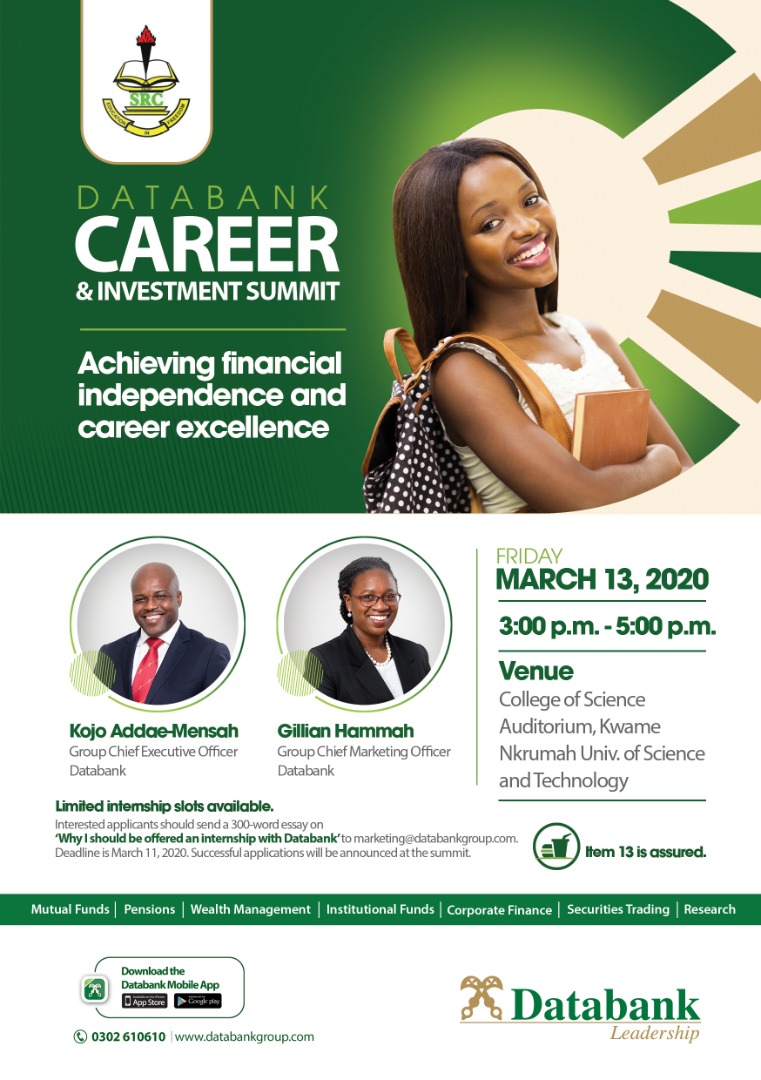 SRC
EDUCATION IN FREEDOM
DATABANK
CAREER
& INVESTMENT SUMMIT
Achieving financial
independence and
career excellence
Kojo Addae-Mensah
Group Chief Executive Officer
Databank
Gillian Hammah
Group Chief Marketing Officer
Databank
FRIDAY
MARCH 13, 2020
3:00 p.m. - 5:00 p.m.
Venue
College of Science
Auditorium, Kwame
Nkrumah Univ. of Science
and Technology
Limited internship slots available.
Interested applicants should send a 300-word essay on
'Why I should be offered an internship with Databank' to marketing@databankgroup.com.
Deadline is March 11, 2020. Successful applications will be announced at the summit.
Item 13 is assured.
Mutual Funds | Pensions | Wealth Management | Institutional Funds | Corporate Finance | Securities Trading | Research
Download the
Databank Mobile App
App Store
Google play
0302 610610 | www.databankgroup.com
Databank
Leadership